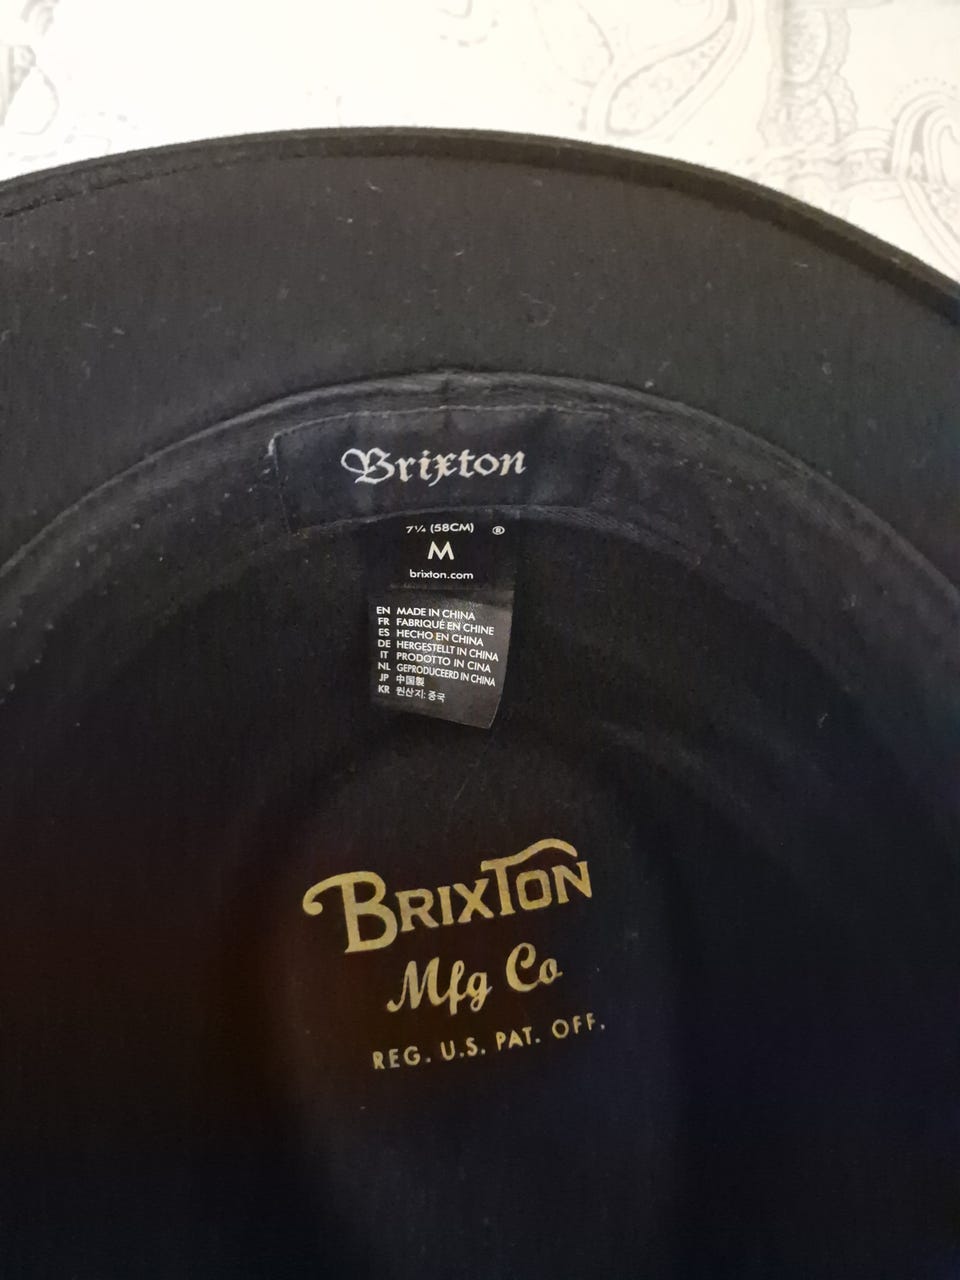 Brixton
7 1/4 (58CM) ®
M
brixton.com
EN MADE IN CHINA
FR FABRIQUÉ EN CHINE
ES HECHO EN CHINA
DE HERGESTELLT IN CHINA
IT PRODOTTO IN CINA
NL GEPRODUCEERD IN CHINA
JP 中国製
KR 원산지: 중국
BRIXTON
Mfg Co
REG. U.S. PAT. OFF.